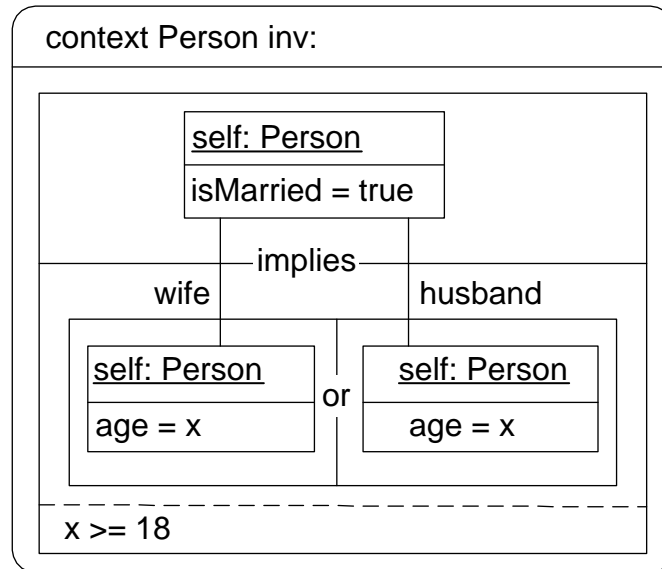 context Person inv:
self: Person
isMarried = true
implies
wife husband
self: Person or self: Person
age = x age = x
x >= 18